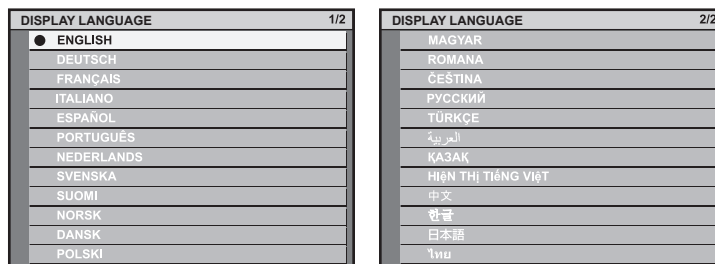 DISPLAY LANGUAGE 1/2
ENGLISH
DEUTSCH
FRANÇAIS
ITALIANO
ESPAÑOL
PORTUGUÊS
NEDERLANDS
SVENSKA
SUOMI
NORSK
DANSK
POLSKI
DISPLAY LANGUAGE 2/2
MAGYAR
ROMANA
ČEŠTINA
РУССКИЙ
TÜRKÇE
العربية
ҚАЗАҚ
HIệN THị TIếNG VIệT
中文
한글
日本語
ไทย